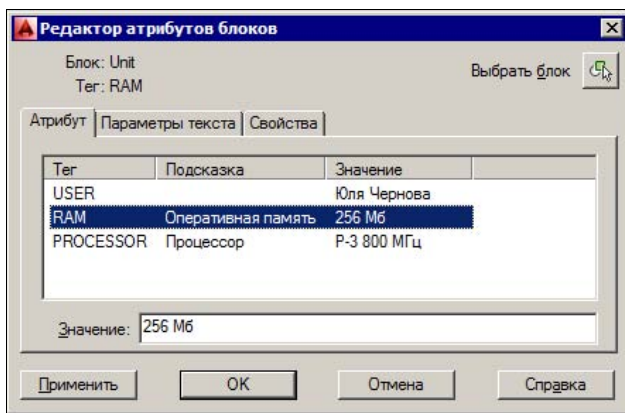 Редактор атрибутов блоков
Блок: Unit
Выбрать блок
Тег: RAM
Атрибут Параметры текста Свойства
Тег Подсказка Значение
USER Юля Чернова
RAM Оперативная память 256 Мб
PROCESSOR Процессор P-3 800 МГц
Значение: 256 Мб
Применить ОК Отмена Справка